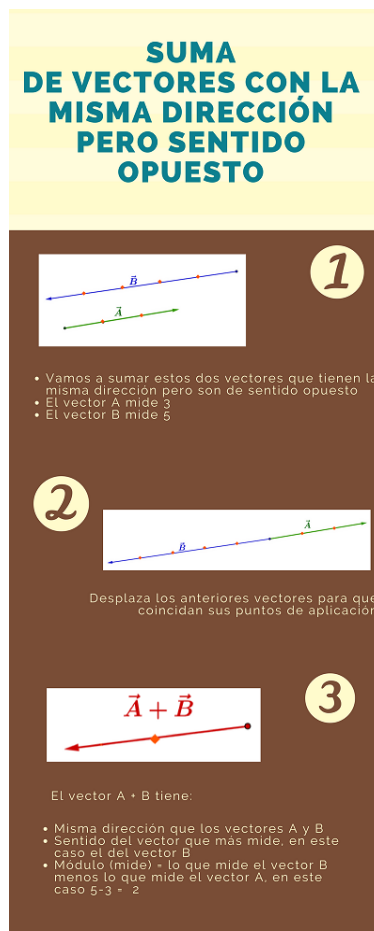 SUMA
DE VECTORES CON LA
MISMA DIRECCIÓN
PERO SENTIDO
OPUESTO
1
B
A
• Vamos a sumar estos dos vectores que tienen la
misma dirección pero son de sentido opuesto
• El vector A mide 3
• El vector B mide 5
2
A
B
Desplaza los anteriores vectores para que
coincidan sus puntos de aplicación
3
A + B
El vector A + B tiene:
• Misma dirección que los vectores A y B
• Sentido del vector que más mide, en este
caso el del vector B
• Módulo (mide) = lo que mide el vector B
menos lo que mide el vector A, en este
caso 5-3 = 2